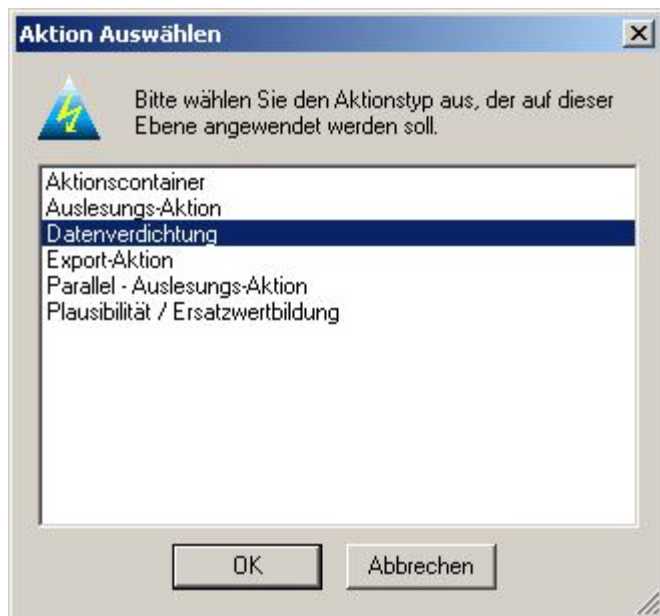 Aktion Auswählen
Bitte wählen Sie den Aktionstyp aus, der auf dieser
Ebene angewendet werden soll.
Aktionscontainer
Auslesungs-Aktion
Datenverdichtung
Export-Aktion
Parallel - Auslesungs-Aktion
Plausibilität / Ersatzwertbildung
OK
Abbrechen